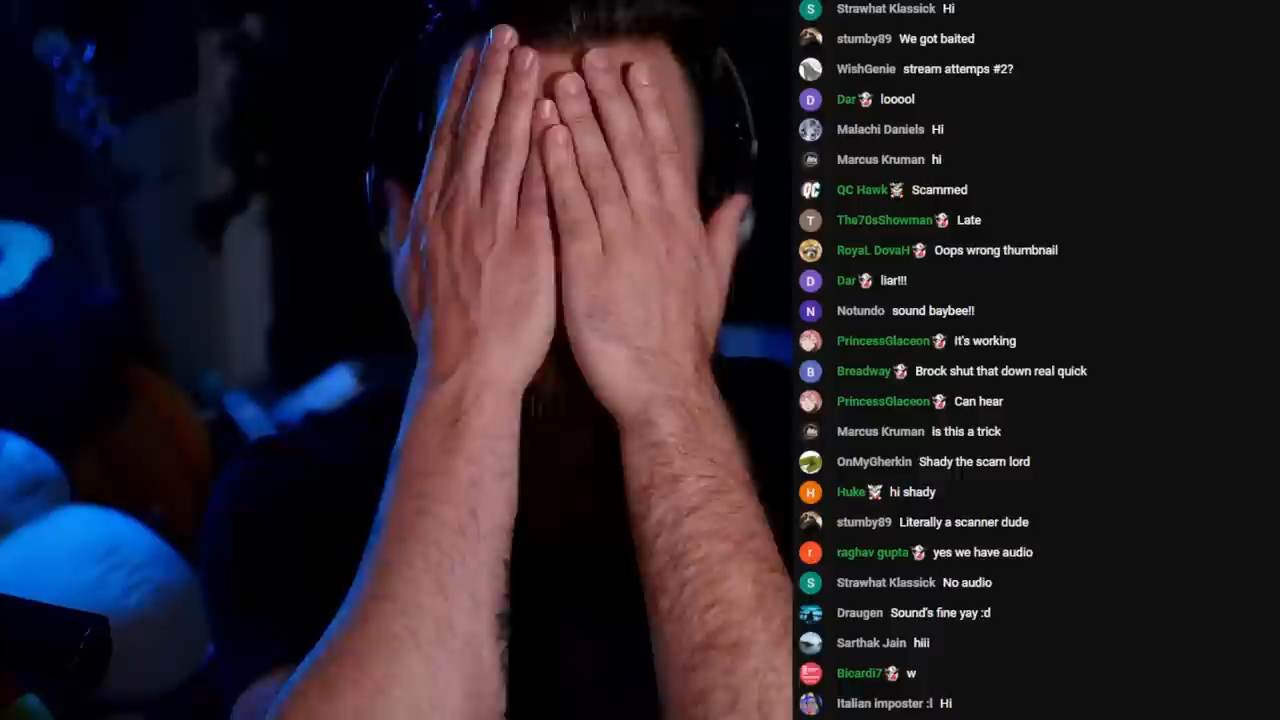 S Strawhat Klassick Hi
stumby89 We got baited
WishGenie stream attemps #2?
D Dar looool
Malachi Daniels Hi
Marcus Kruman hi
QC QC Hawk Scammed
T The70sShowman Late
RoyaL DovaH Oops wrong thumbnail
D Dar liar!!!
N Notundo sound baybee!!
PrincessGlaceon It's working
B Breadway Brock shut that down real quick
PrincessGlaceon Can hear
Marcus Kruman is this a trick
OnMyGherkin Shady the scam lord
H Huke hi shady
stumby89 Literally a scanner dude
r raghav gupta yes we have audio
S Strawhat Klassick No audio
Draugen Sound's fine yay :d
Sarthak Jain hiii
Bicardi7 w
Italian imposter :l Hi